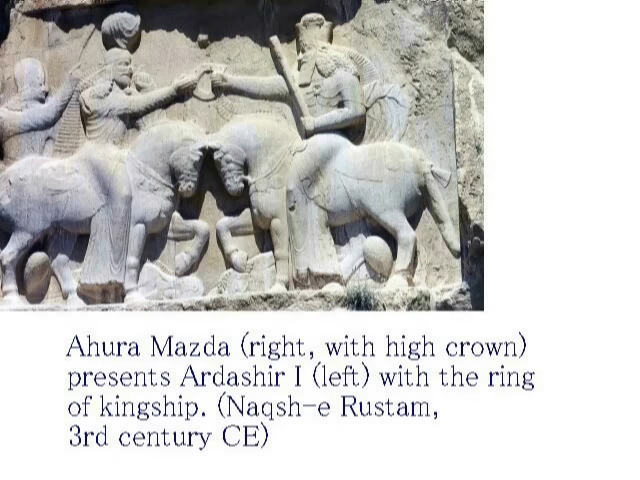 Ahura Mazda (right, with high crown)
presents Ardashir I (left) with the ring
of kingship. (Naqsh-e Rustam,
3rd century CE)